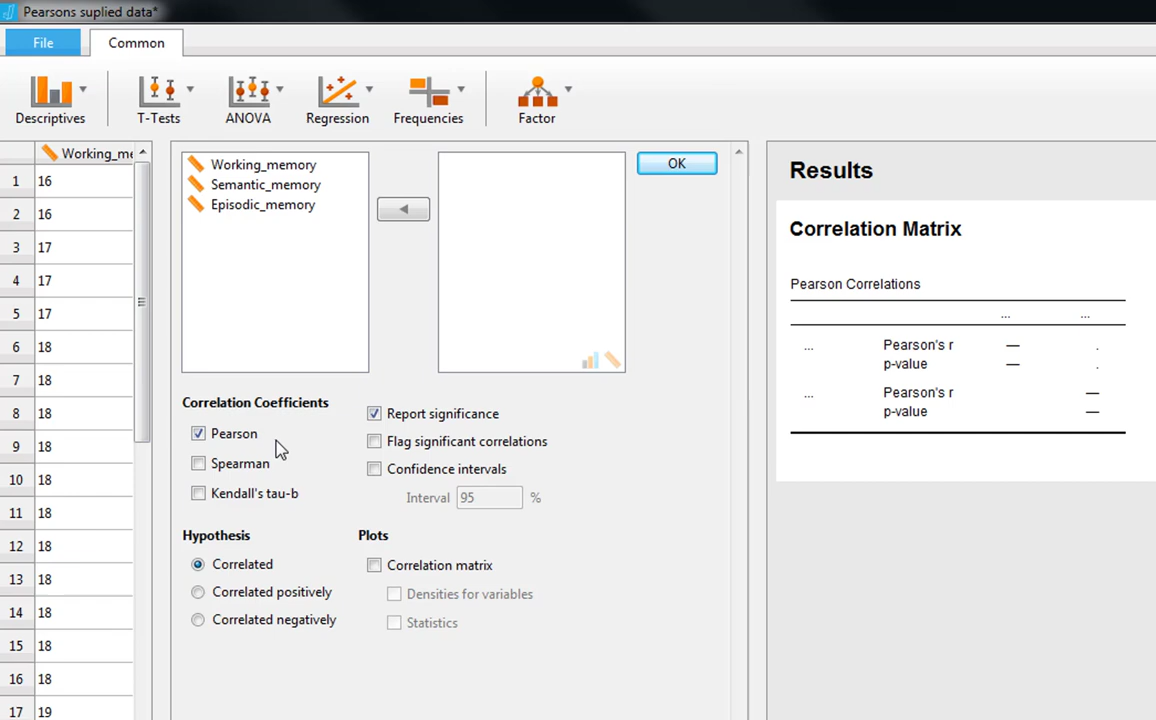 Pearsons suplied data*
File
Common
Descriptives
T-Tests
ANOVA
Regression
Frequencies
Factor
Working_me
1 16
2 16
3 17
4 17
5 17
6 18
7 18
8 18
9 18
10 18
11 18
12 18
13 18
14 18
15 18
16 18
17 19
Working_memory
Semantic_memory
Episodic_memory
OK
Correlation Coefficients
Pearson
Spearman
Kendall's tau-b
Report significance
Flag significant correlations
Confidence intervals
Interval 95 %
Hypothesis
Correlated
Correlated positively
Correlated negatively
Plots
Correlation matrix
Densities for variables
Statistics
Results
Correlation Matrix
Pearson Correlations
... ...
... Pearson's r — .
p-value — .
... Pearson's r —
p-value —